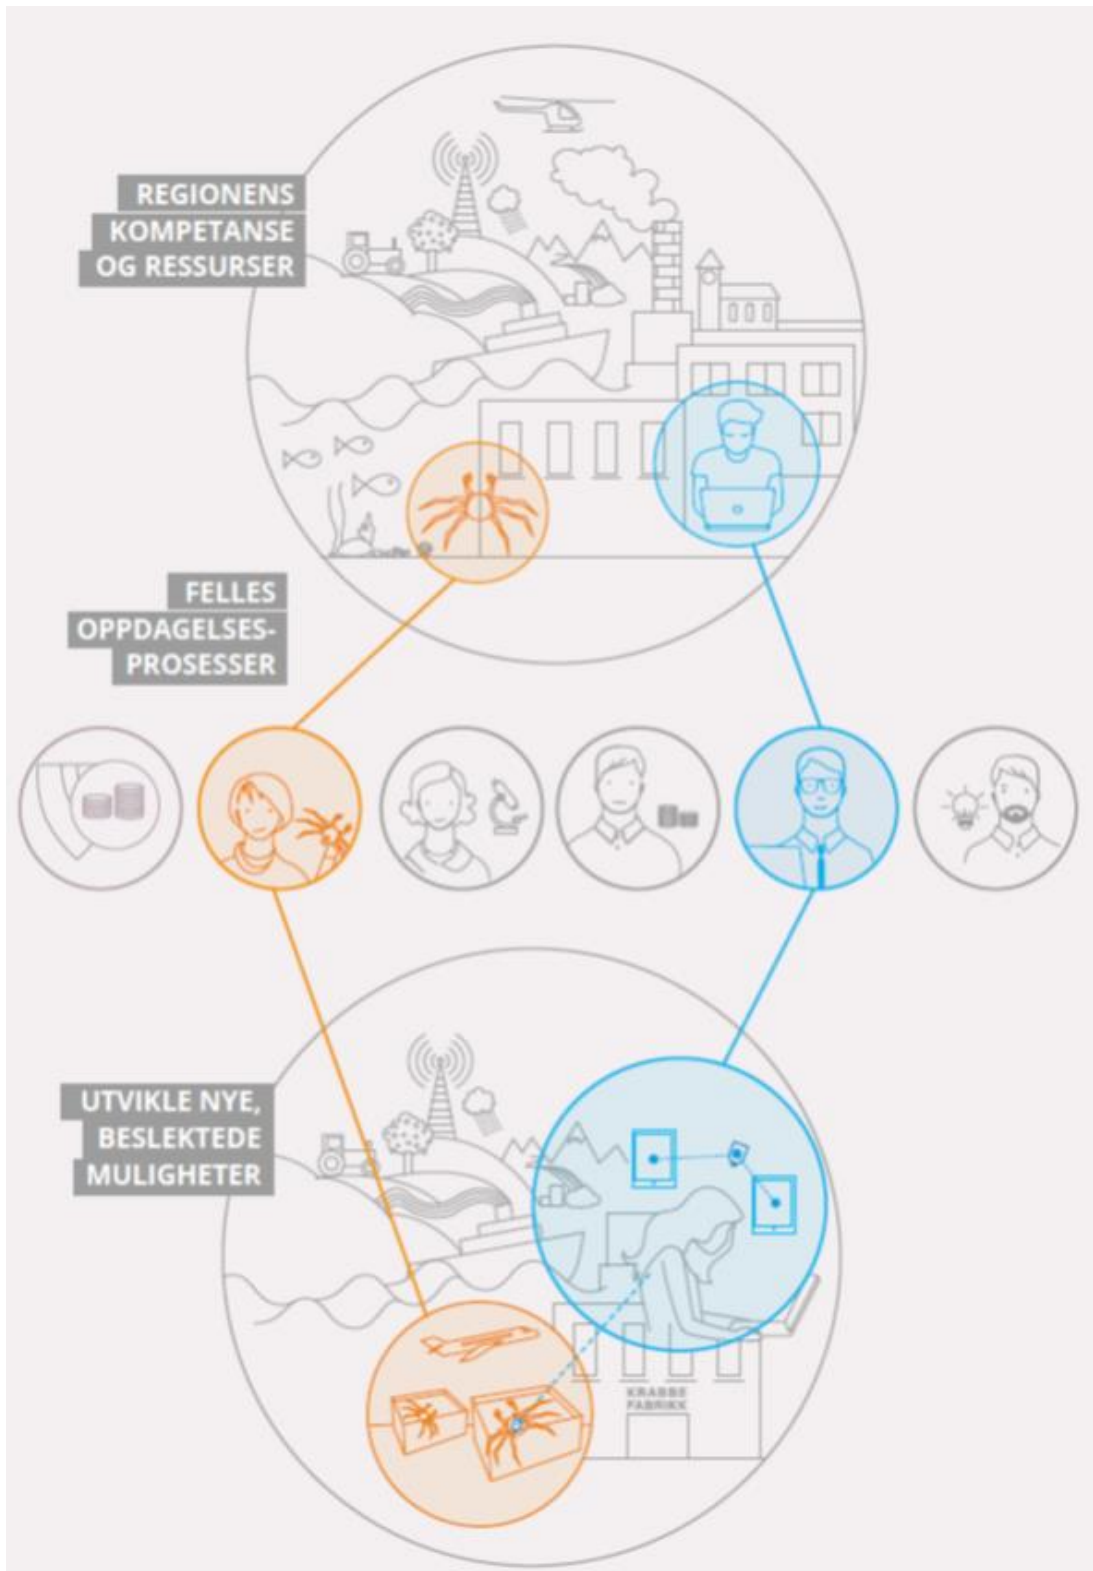 REGIONENS
KOMPETANSE
OG RESSURSER
FELLES
OPPDAGELSES-
PROSESSER
UTVIKLE NYE,
BESLEKTEDE
MULIGHETER
KRABBE
FABRIKK